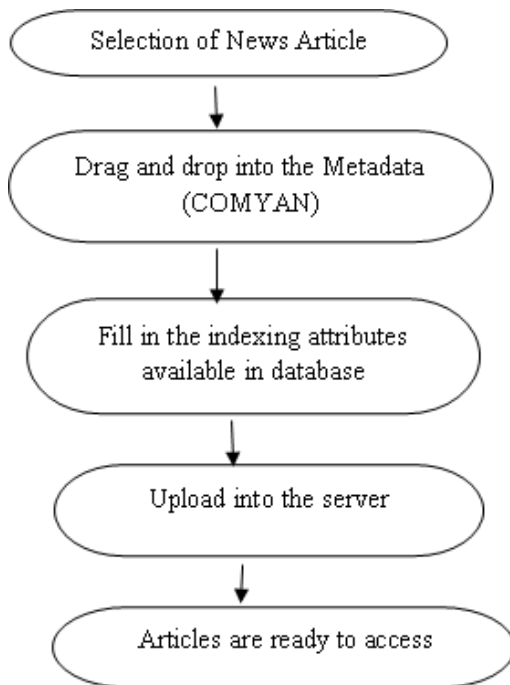 Selection of News Article
Drag and drop into the Metadata
(COMYAN)
Fill in the indexing attributes
available in database
Upload into the server
Articles are ready to access